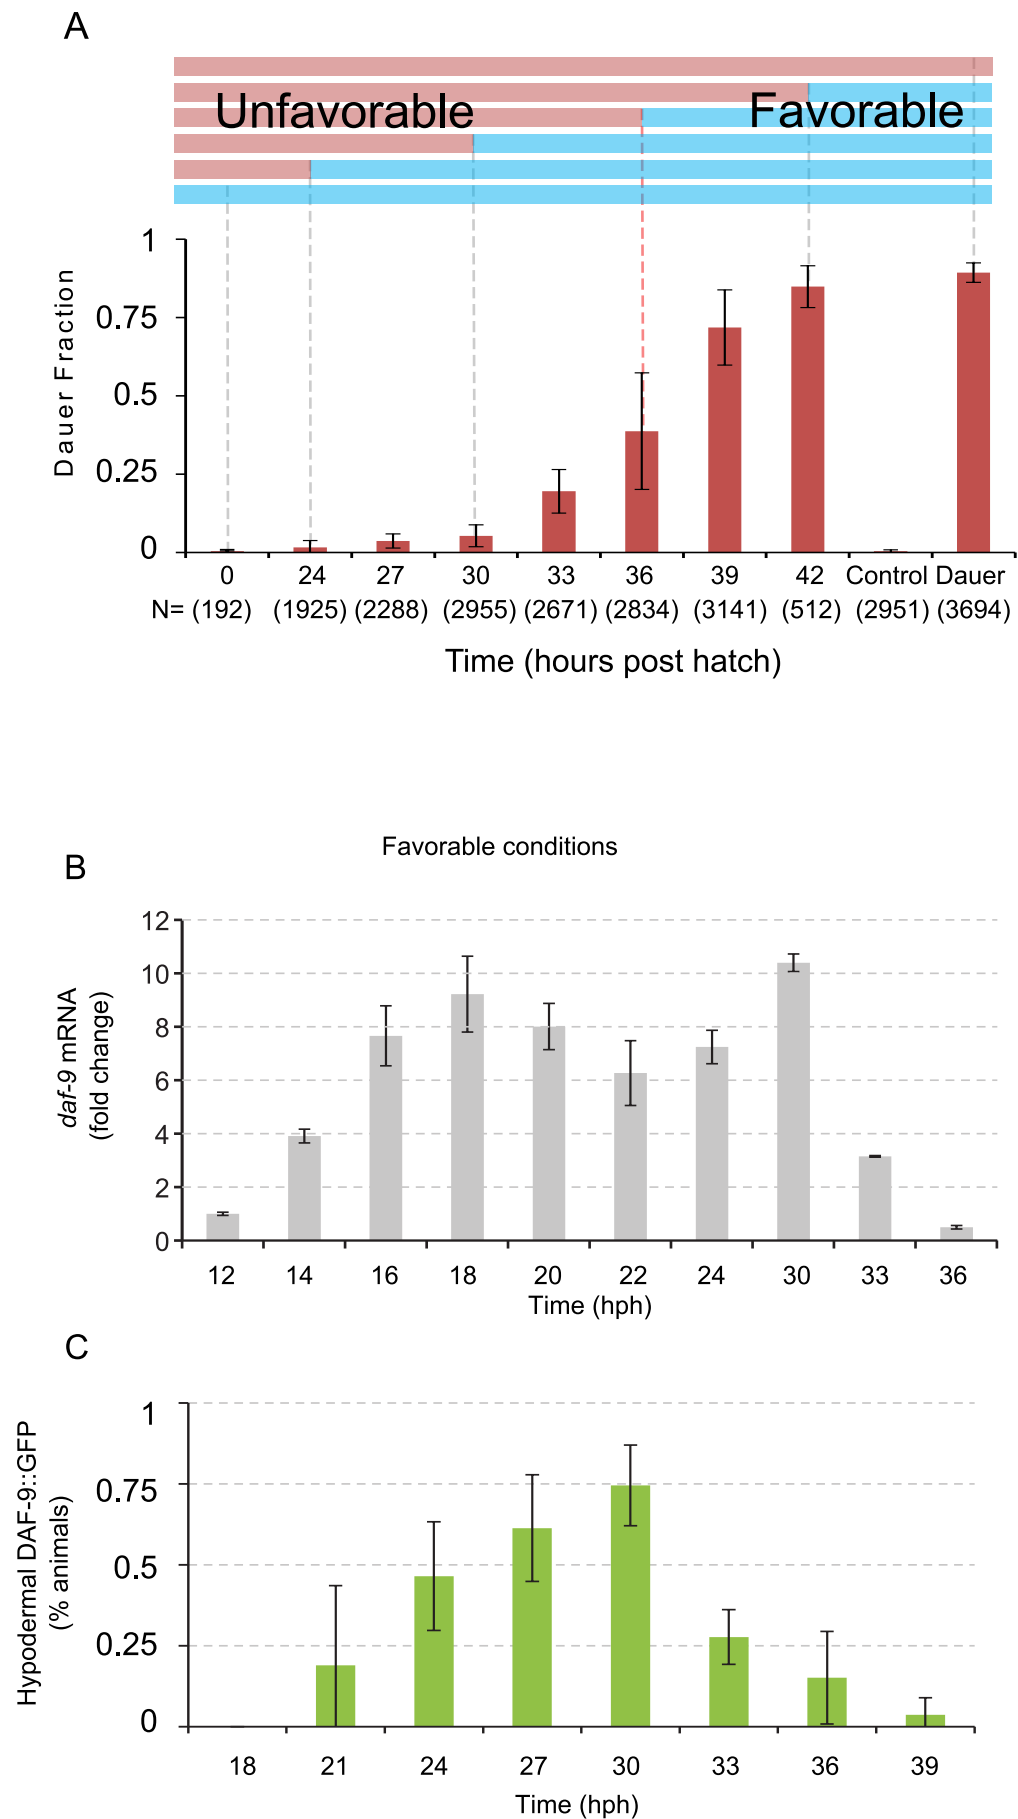 A
Unfavorable Favorable
1
0.75
0.5
0.25
0
Dauer Fraction
0 24 27 30 33 36 39 42 Control Dauer
N= (192) (1925) (2288) (2955) (2671) (2834) (3141) (512) (2951) (3694)
Time (hours post hatch)
Favorable conditions
B
12
10
8
6
4
2
0
daf-9 mRNA
(fold change)
12 14 16 18 20 22 24 30 33 36
Time (hph)
C
1
0.75
0.5
0.25
0
Hypodermal DAF-9::GFP
(% animals)
18 21 24 27 30 33 36 39
Time (hph)